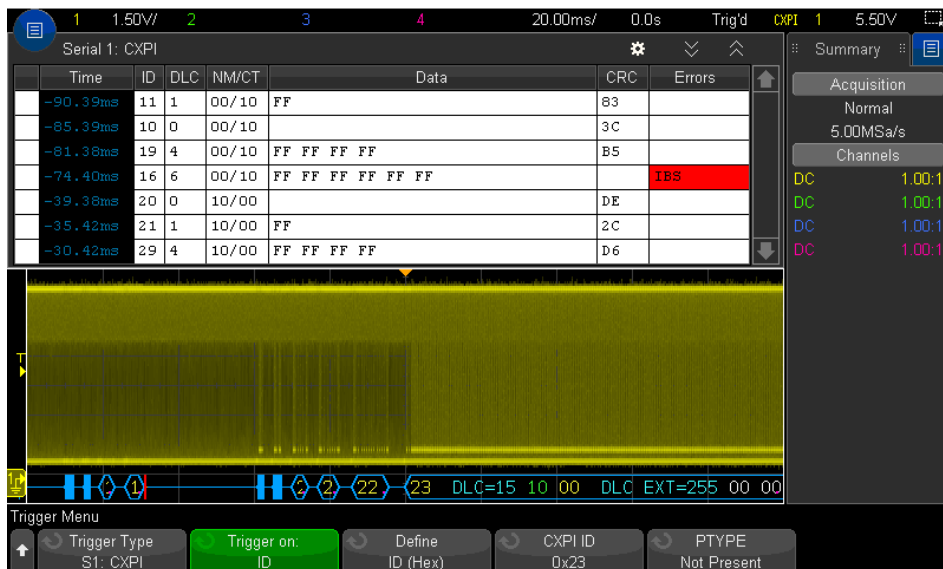 1 1.50V/ 2 3 4 20.00ms/ 0.0s Trig'd CXPI 1 5.50V
Serial 1: CXPI
Summary
Time ID DLC NM/CT Data CRC Errors
-90.39ms 11 1 00/10 FF 83
-85.39ms 10 0 00/10 3C
-81.38ms 19 4 00/10 FF FF FF FF B5
-74.40ms 16 6 00/10 FF FF FF FF FF FF IBS
-39.38ms 20 0 10/00 DE
-35.42ms 21 1 10/00 FF 2C
-30.42ms 29 4 10/00 FF FF FF FF D6
Acquisition
Normal
5.00MSa/s
Channels
DC 1.00:1
DC 1.00:1
DC 1.00:1
DC 1.00:1
T
22 23 DLC=15 10 00 DLC EXT=255 00 00
Trigger Menu
Trigger Type
S1: CXPI
Trigger on:
ID
Define
ID (Hex)
CXPI ID
0x23
PTYPE
Not Present